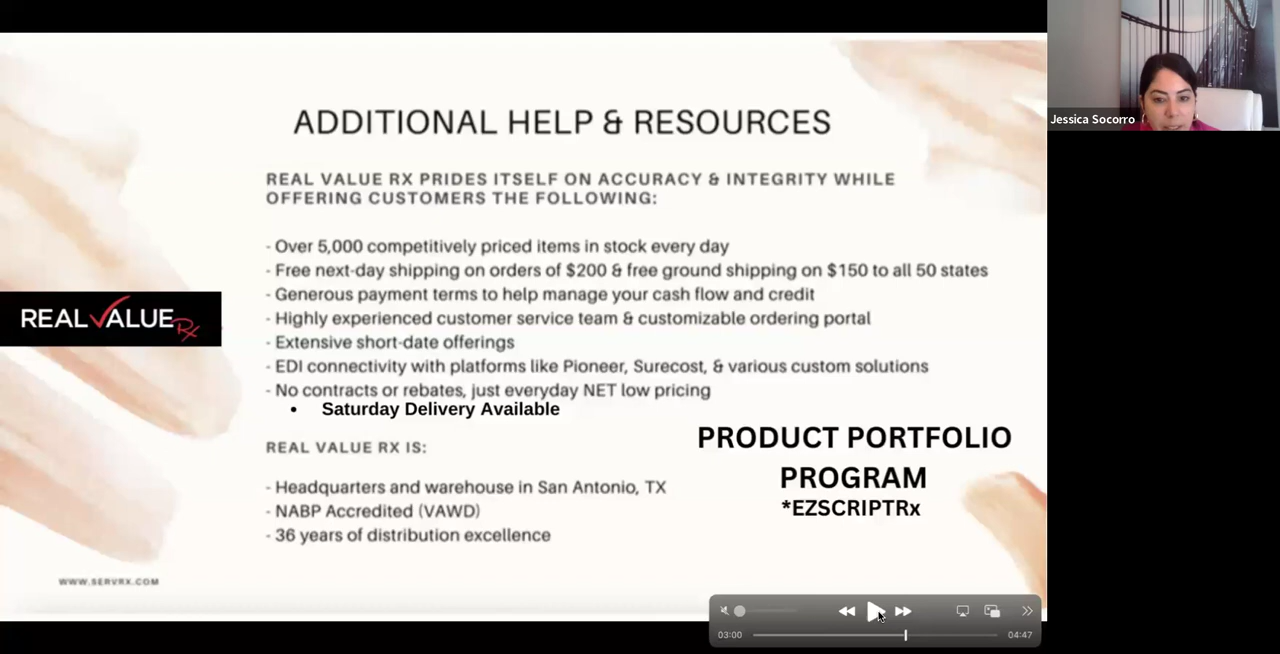 Jessica Socorro
ADDITIONAL HELP & RESOURCES
REAL VALUE RX PRIDES ITSELF ON ACCURACY & INTEGRITY WHILE
OFFERING CUSTOMERS THE FOLLOWING:
- Over 5,000 competitively priced items in stock every day
- Free next-day shipping on orders of $200 & free ground shipping on $150 to all 50 states
- Generous payment terms to help manage your cash flow and credit
- Highly experienced customer service team & customizable ordering portal
- Extensive short-date offerings
- EDI connectivity with platforms like Pioneer, Surecost, & various custom solutions
- No contracts or rebates, just everyday NET low pricing
• Saturday Delivery Available
REAL VALUE Rx
REAL VALUE RX IS:
- Headquarters and warehouse in San Antonio, TX
- NABP Accredited (VAWD)
- 36 years of distribution excellence
PRODUCT PORTFOLIO
PROGRAM
*EZSCRIPTRx
WWW.SERVRX.COM
03:00
04:47